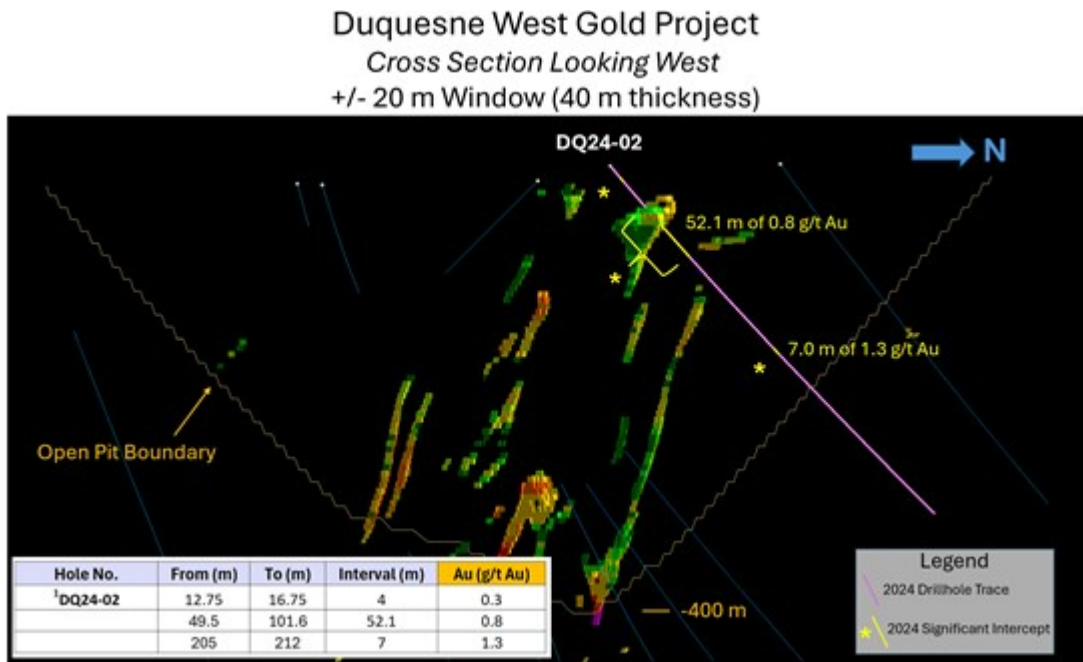 Duquesne West Gold Project
Cross Section Looking West
+/- 20 m Window (40 m thickness)
DQ24-02
N
*
52.1 m of 0.8 g/t Au
*
7.0 m of 1.3 g/t Au
*
Open Pit Boundary
Hole No. From (m) To (m) Interval (m) Au (g/t Au)
¹DQ24-02 12.75 16.75 4 0.3
49.5 101.6 52.1 0.8
205 212 7 1.3
-400 m
Legend
2024 Drillhole Trace
* 2024 Significant Intercept